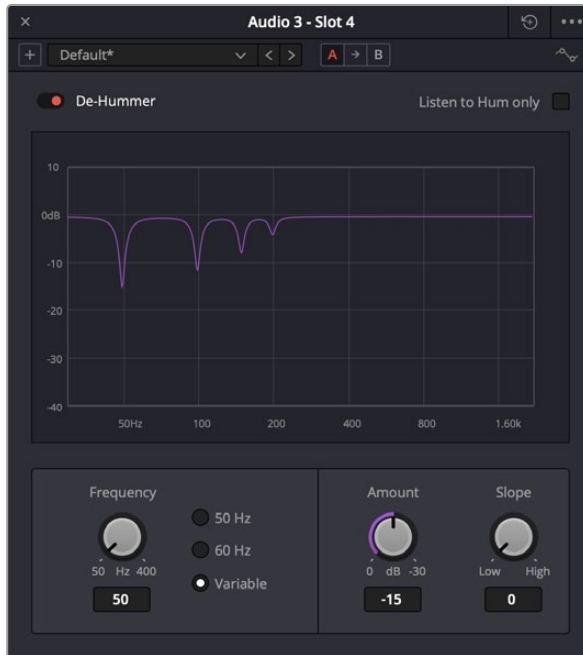 Audio 3 - Slot 4
Default*
A B
De-Hummer
Listen to Hum only
10
0dB
-10
-20
-30
-40
50Hz 100 200 400 800 1.60k
Frequency
50 Hz 400
50
50 Hz
60 Hz
Variable
Amount
0 dB -30
-15
Slope
Low High
0